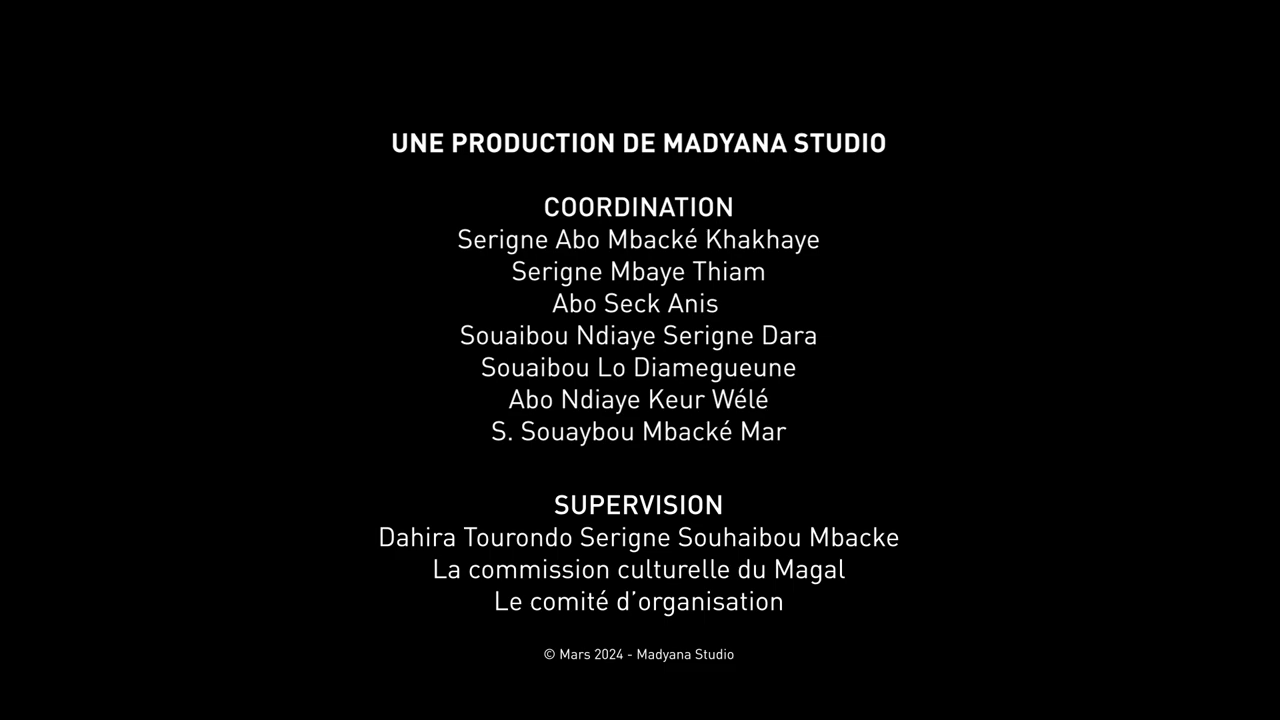 UNE PRODUCTION DE MADYANA STUDIO
COORDINATION
Serigne Abo Mbacké Khakhaye
Serigne Mbaye Thiam
Abo Seck Anis
Souaibou Ndiaye Serigne Dara
Souaibou Lo Diamegueune
Abo Ndiaye Keur Wélé
S. Souaybou Mbacké Mar
SUPERVISION
Dahira Tourondo Serigne Souhaibou Mbacke
La commission culturelle du Magal
Le comité d’organisation
© Mars 2024 - Madyana Studio